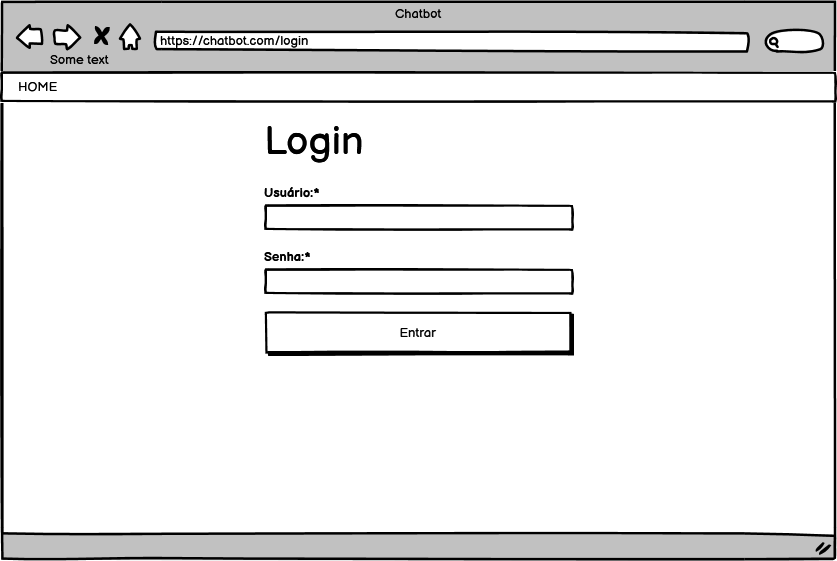 Chatbot
https://chatbot.com/login
Some text
HOME
Login
Usuário:*
Senha:*
Entrar